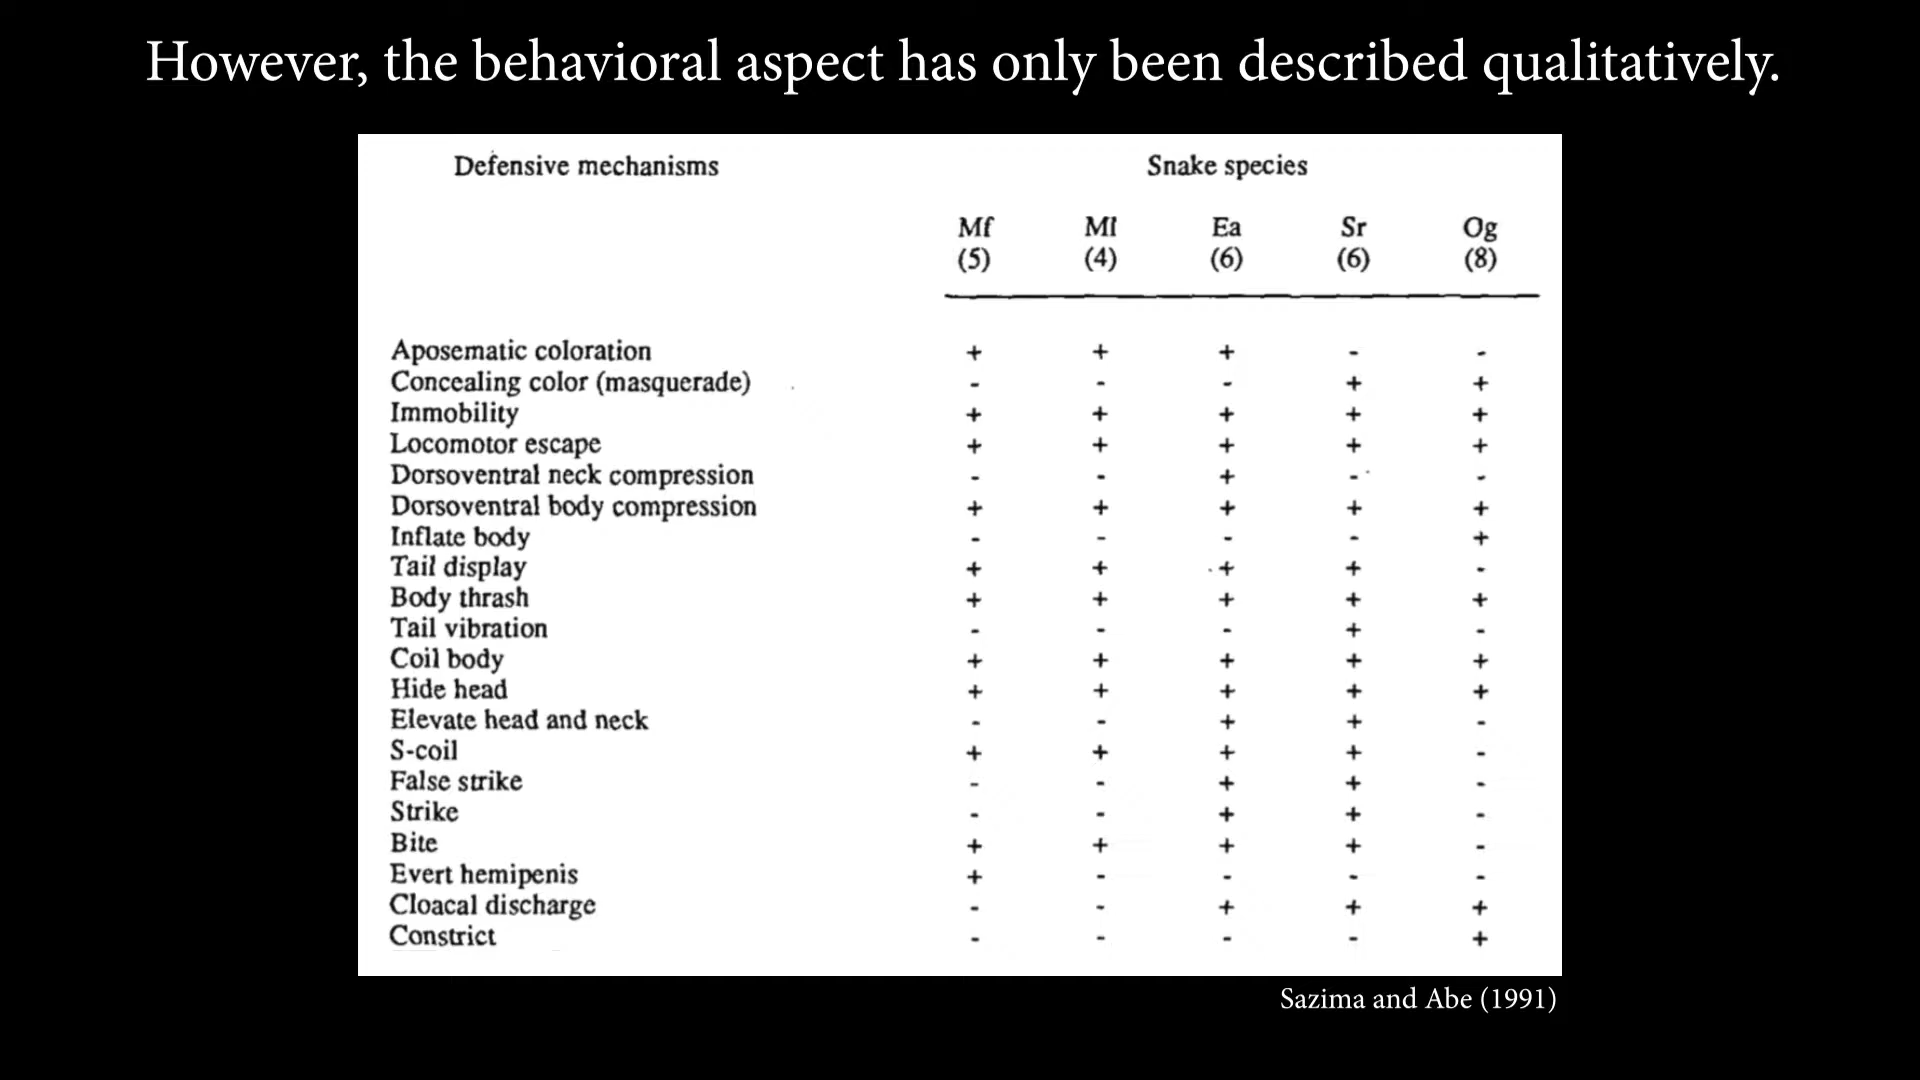 However, the behavioral aspect has only been described qualitatively.
Defensive mechanisms Snake species
Mf Ml Ea Sr Og
(5) (4) (6) (6) (8)
Aposematic coloration + + + - -
Concealing color (masquerade) - - - + +
Immobility + + + + +
Locomotor escape + + + + +
Dorsoventral neck compression - - + - -
Dorsoventral body compression + + + + +
Inflate body - - - - +
Tail display + + + + -
Body thrash + + + + +
Tail vibration - - - + -
Coil body + + + + +
Hide head + + + + +
Elevate head and neck - - + + -
S-coil + + + + -
False strike - - + + -
Strike - - + + -
Bite + + + + -
Evert hemipenis + - - - -
Cloacal discharge - - + + +
Constrict - - - - +
Sazima and Abe (1991)